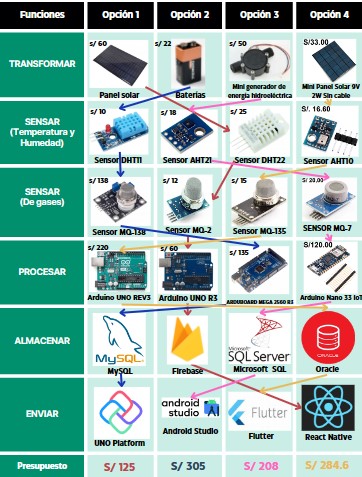 Funciones Opción 1 Opción 2 Opción 3 Opción 4
TRANSFORMAR
S/ 60 S/ 22 S/ 50 S/33.00
Panel solar Baterías Mini generador de energía hidroeléctrica Mini Panel Solar 9V 2W Sin cable
SENSAR (Temperatura y Humedad)
S/ 10 S/ 18 S/ 25 S/. 16.60
Sensor DHT11 Sensor AHT21 Sensor DHT22 Sensor AHT10
SENSAR (De gases)
S/138 S/ 12 S/ 15 S/ 20,00
Sensor MQ-138 Sensor MQ-2 Sensor MQ-135 SENSOR MQ-7
PROCESAR
S/ 220 S/ 60 S/ 135 S/120.00
Arduino UNO REV3 Arduino UNO R3 ARDUBOARD MEGA 2560 R3 Arduino Nano 33 IoT
ALMACENAR
MySQL Microsoft SQL Server ORACLE
MySQL Firebase Microsoft SQL Oracle
ENVIAR
android studio Flutter
UNO Platform Android Studio Flutter React Native
Presupuesto S/ 125 S/ 305 S/ 208 S/ 284.6